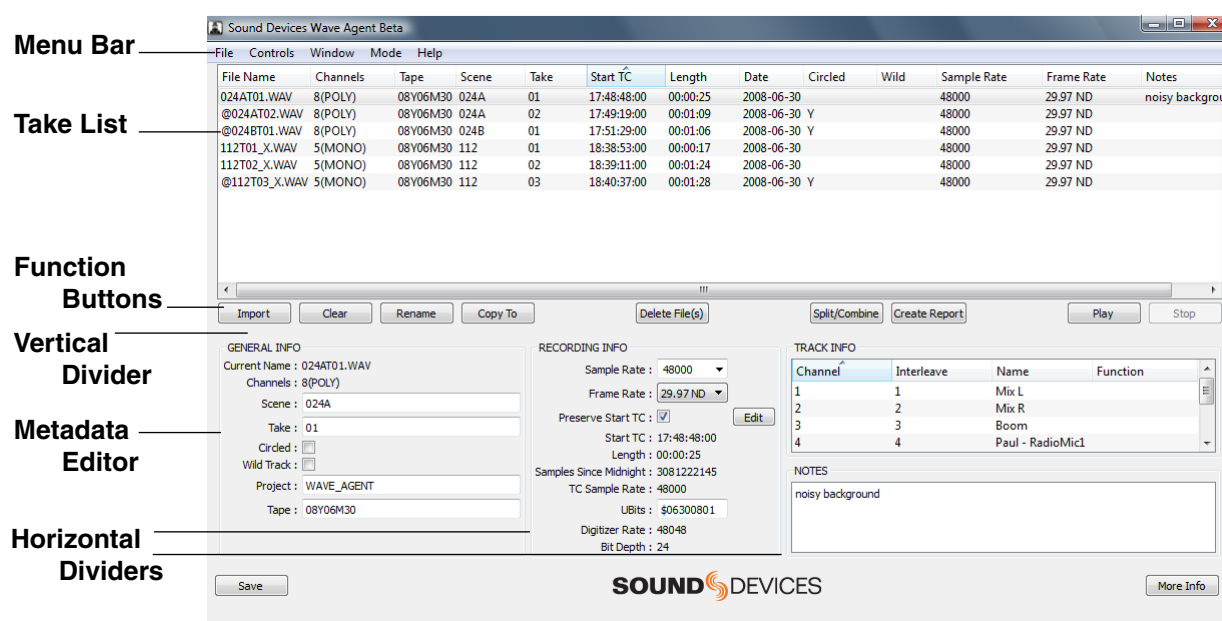 Sound Devices Wave Agent Beta
Menu Bar
File Controls Window Mode Help
File Name Channels Tape Scene Take Start TC Length Date Circled Wild Sample Rate Frame Rate Notes
024AT01.WAV 8(POLY) 08Y06M30 024A 01 17:48:48:00 00:00:25 2008-06-30 48000 29.97 ND noisy backgrou
@024AT02.WAV 8(POLY) 08Y06M30 024A 02 17:49:19:00 00:01:09 2008-06-30 Y 48000 29.97 ND
Take List
@024BT01.WAV 8(POLY) 08Y06M30 024B 01 17:51:29:00 00:01:06 2008-06-30 Y 48000 29.97 ND
112T01_X.WAV 5(MONO) 08Y06M30 112 01 18:38:53:00 00:00:17 2008-06-30 48000 29.97 ND
112T02_X.WAV 5(MONO) 08Y06M30 112 02 18:39:11:00 00:01:24 2008-06-30 48000 29.97 ND
@112T03_X.WAV 5(MONO) 08Y06M30 112 03 18:40:37:00 00:01:28 2008-06-30 Y 48000 29.97 ND
Function
Buttons
Import Clear Rename Copy To Delete File(s) Split/Combine Create Report Play Stop
Vertical
Divider
GENERAL INFO
Current Name : 024AT01.WAV
Channels : 8(POLY)
Scene : 024A
Take : 01
Metadata
Editor
Circled :
Wild Track :
Project : WAVE_AGENT
Tape : 08Y06M30
Horizontal
Dividers
RECORDING INFO
Sample Rate : 48000
Frame Rate : 29.97 ND
Preserve Start TC : Edit
Start TC : 17:48:48:00
Length : 00:00:25
Samples Since Midnight : 3081222145
TC Sample Rate : 48000
UBits : $06300801
Digitizer Rate : 48048
Bit Depth : 24
TRACK INFO
Channel Interleave Name Function
1 1 Mix L
2 2 Mix R
3 3 Boom
4 4 Paul - RadioMic1
NOTES
noisy background
Save
SOUND DEVICES
More Info